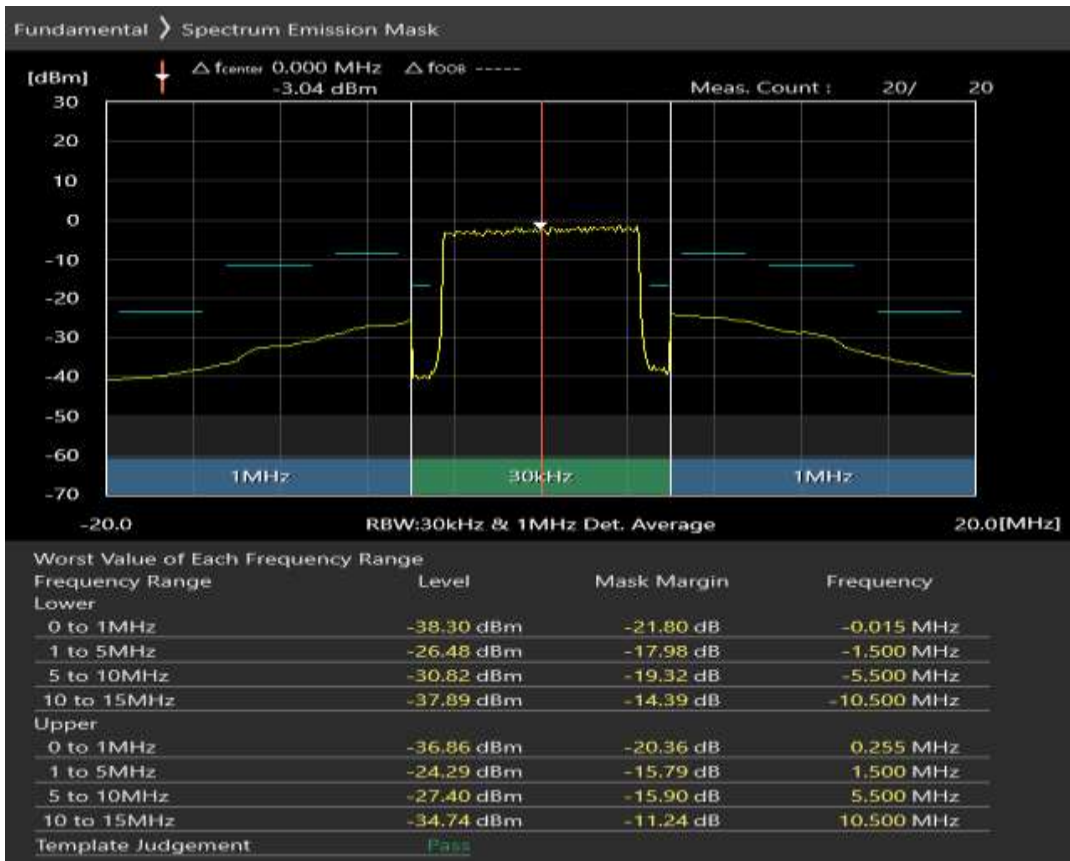 Fundamental ❯ Spectrum Emission Mask
[dBm] △ fcenter 0.000 MHz △ fOOB -----
-3.04 dBm Meas. Count : 20/ 20
30
20
10
0
-10
-20
-30
-40
-50
-60
1MHz 30kHz 1MHz
-70
-20.0 RBW:30kHz & 1MHz Det. Average 20.0[MHz]
Worst Value of Each Frequency Range
Frequency Range Level Mask Margin Frequency
Lower
0 to 1MHz -38.30 dBm -21.80 dB -0.015 MHz
1 to 5MHz -26.48 dBm -17.98 dB -1.500 MHz
5 to 10MHz -30.82 dBm -19.32 dB -5.500 MHz
10 to 15MHz -37.89 dBm -14.39 dB -10.500 MHz
Upper
0 to 1MHz -36.86 dBm -20.36 dB 0.255 MHz
1 to 5MHz -24.29 dBm -15.79 dB 1.500 MHz
5 to 10MHz -27.40 dBm -15.90 dB 5.500 MHz
10 to 15MHz -34.74 dBm -11.24 dB 10.500 MHz
Template Judgement Pass